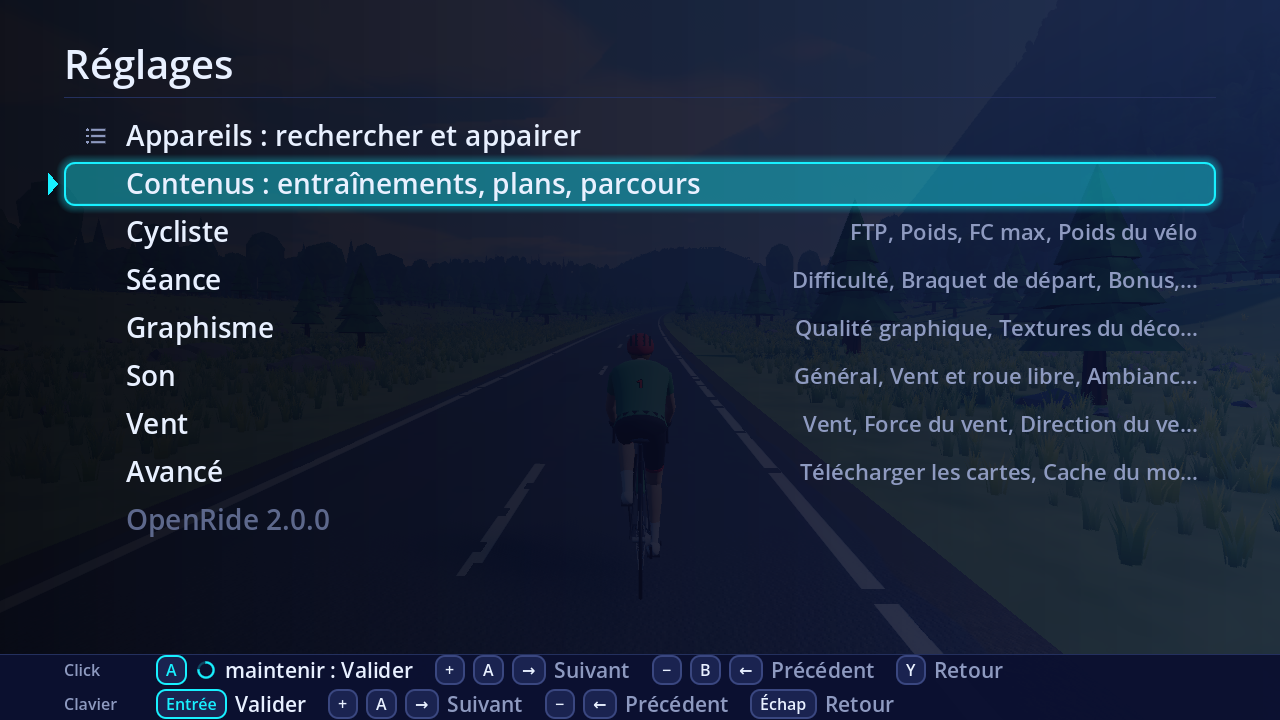 Réglages
Appareils : rechercher et appairer
Contenus : entraînements, plans, parcours
Cycliste FTP, Poids, FC max, Poids du vélo
Séance Difficulté, Braquet de départ, Bonus,...
Graphisme Qualité graphique, Textures du déco...
Son Général, Vent et roue libre, Ambianc...
Vent Vent, Force du vent, Direction du ve...
Avancé Télécharger les cartes, Cache du mo...
OpenRide 2.0.0
Click A maintenir : Valider + A → Suivant − B ← Précédent Y Retour
Clavier Entrée Valider + A → Suivant − ← Précédent Échap Retour